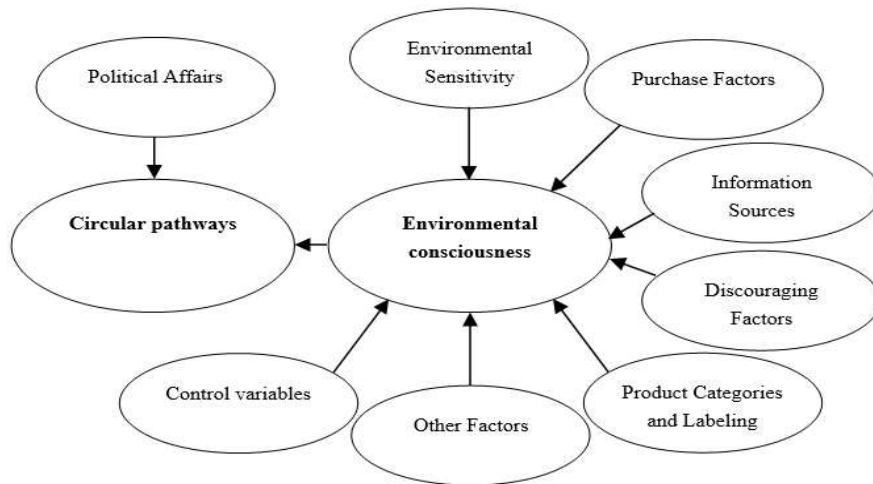 Political Affairs
Environmental
Sensitivity
Purchase Factors
Information
Sources
Circular pathways
Environmental
consciousness
Discouraging
Factors
Control variables
Other Factors
Product Categories
and Labeling